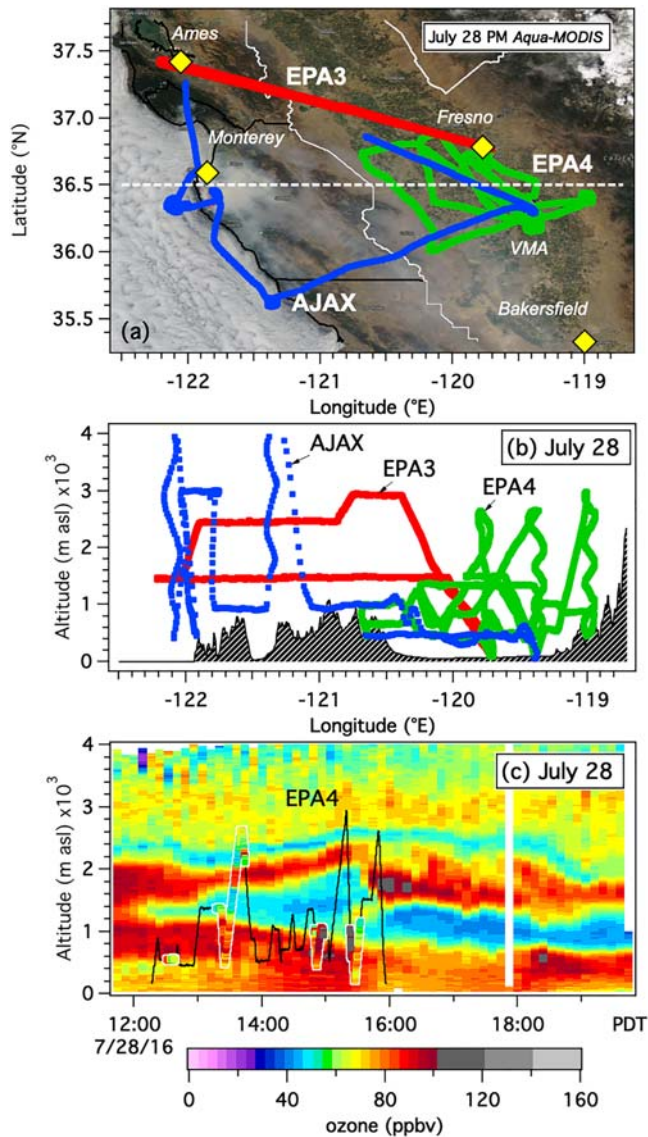 Ames
July 28 PM Aqua-MODIS
37.5
EPA3
37.0
Fresno
Monterey
EPA4
36.5
36.0
VMA
AJAX
Bakersfield
35.5
(a)
Latitude (°N)
-122 -121 -120 -119
Longitude (°E)
4
AJAX
(b) July 28
EPA3
3
EPA4
2
1
0
Altitude (m asl) x10³
-122 -121 -120 -119
Longitude (°E)
4
(c) July 28
EPA4
3
2
1
0
Altitude (m asl) x10³
12:00 14:00 16:00 18:00 PDT
7/28/16
0 40 80 120 160
ozone (ppbv)